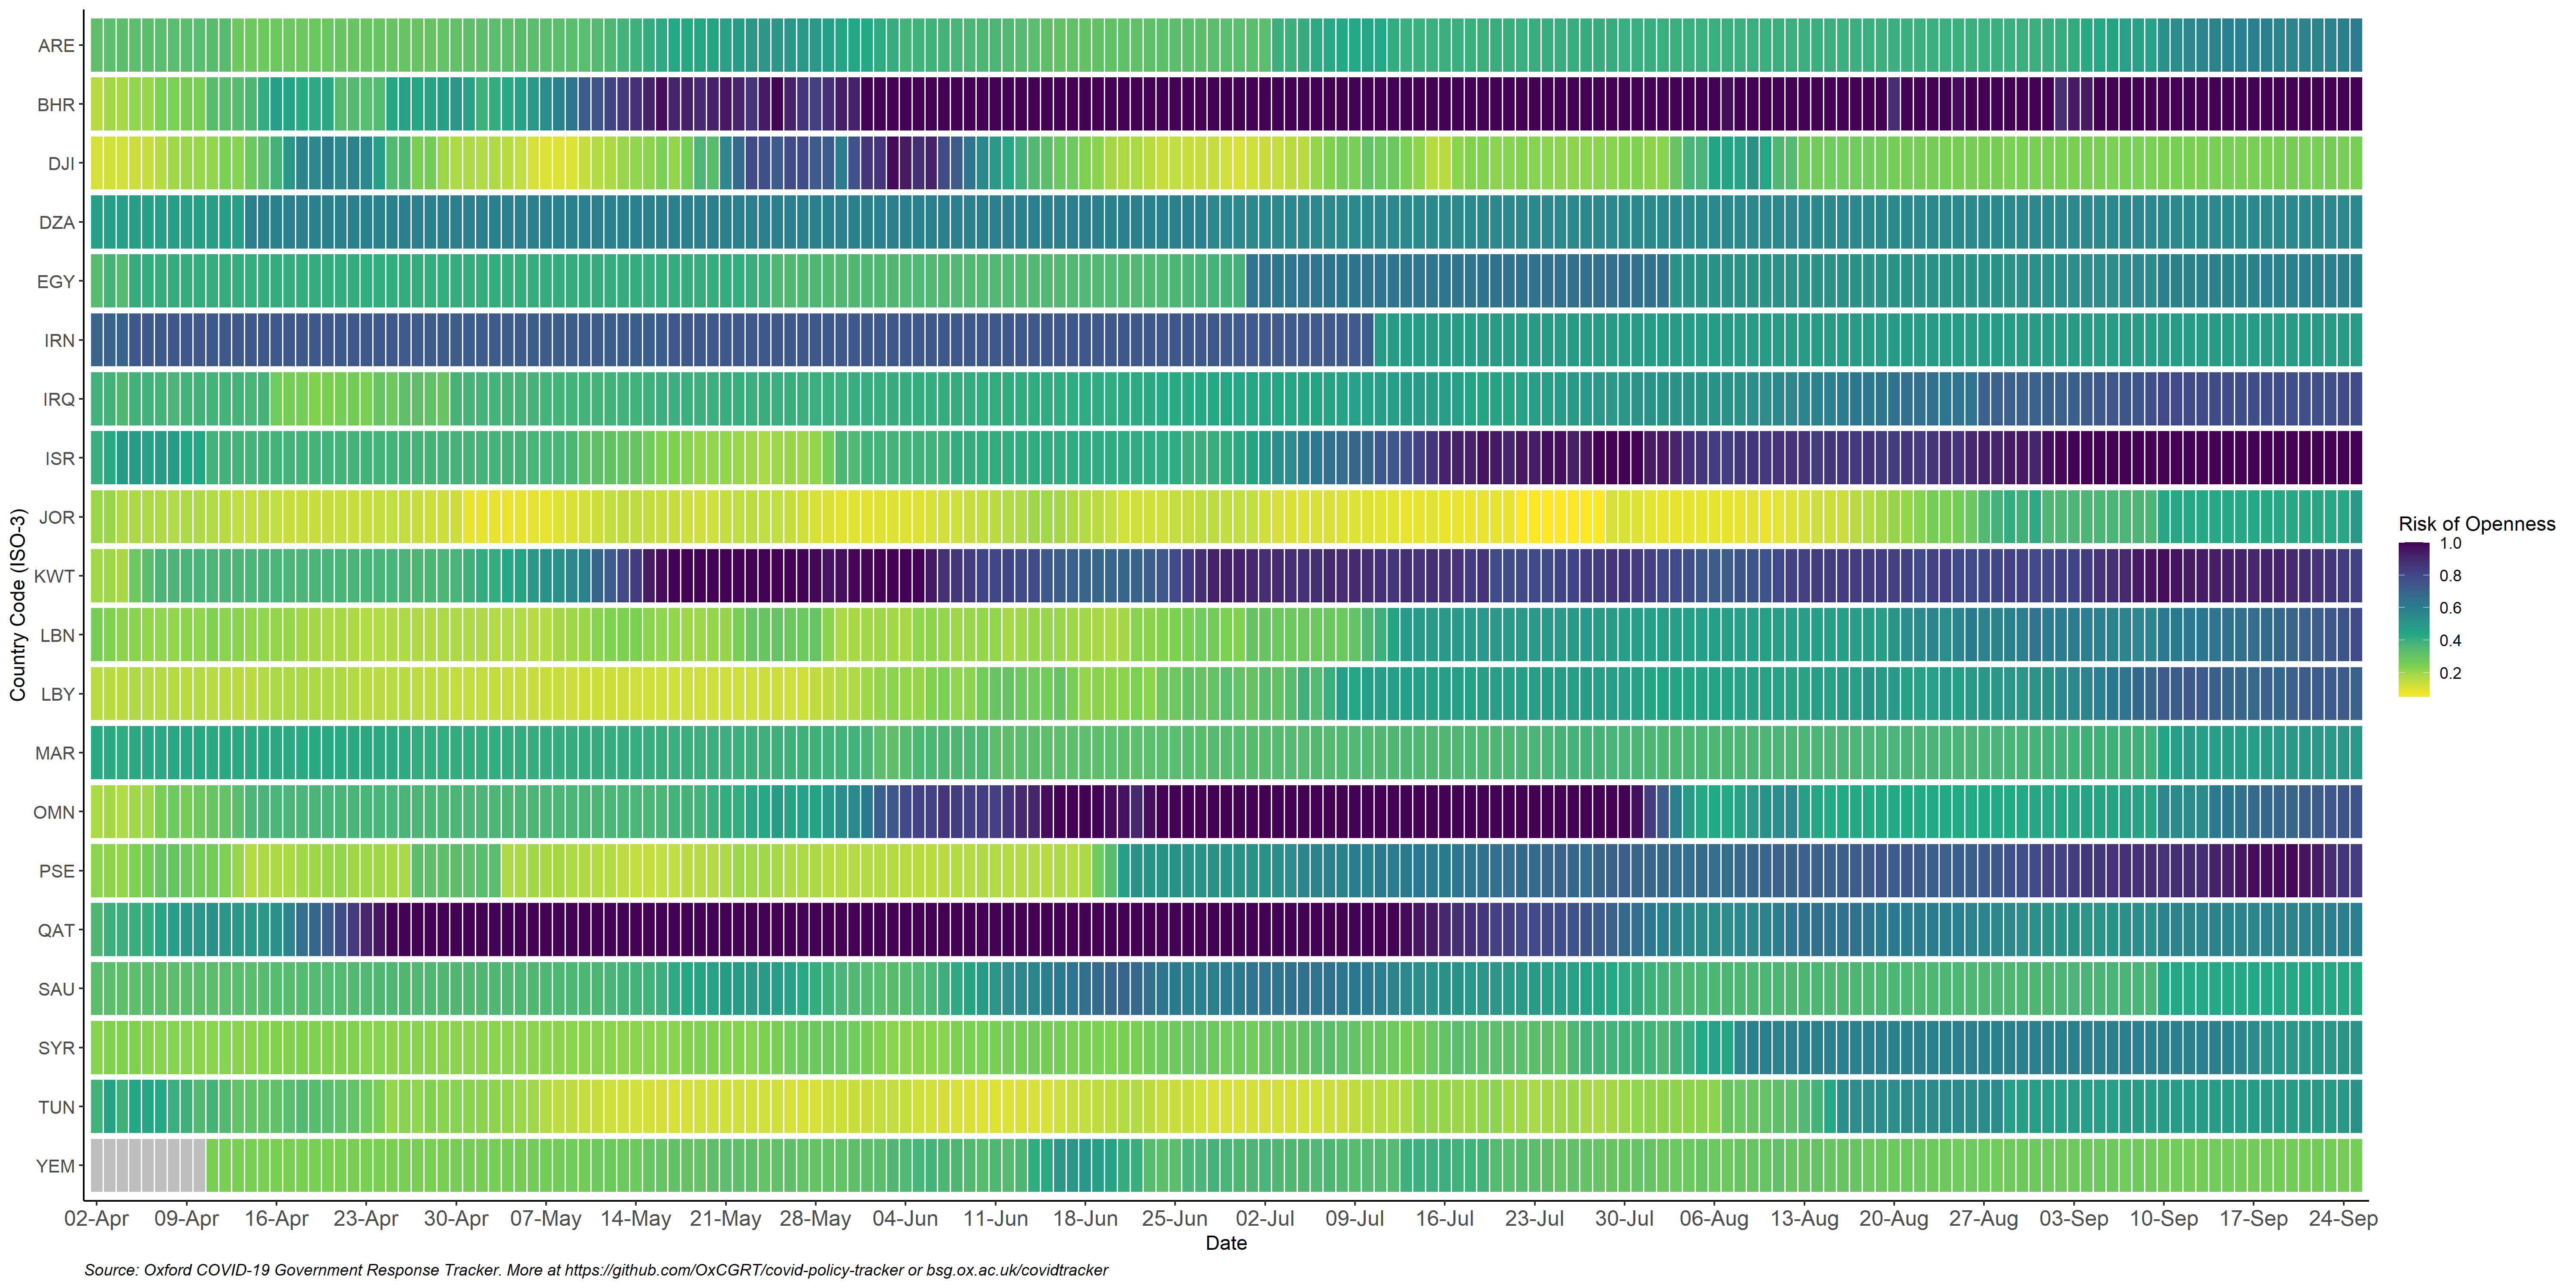 ARE
BHR
DJI
DZA
EGY
IRN
IRQ
ISR
JOR
KWT
LBN
LBY
MAR
OMN
PSE
QAT
SAU
SYR
TUN
YEM
Country Code (ISO-3)
02-Apr 09-Apr 16-Apr 23-Apr 30-Apr 07-May 14-May 21-May 28-May 04-Jun 11-Jun 18-Jun 25-Jun 02-Jul 09-Jul 16-Jul 23-Jul 30-Jul 06-Aug 13-Aug 20-Aug 27-Aug 03-Sep 10-Sep 17-Sep 24-Sep
Date
Risk of Openness
1.0
0.8
0.6
0.4
0.2
Source: Oxford COVID-19 Government Response Tracker. More at https://github.com/OxCGRT/covid-policy-tracker or bsg.ox.ac.uk/covidtracker